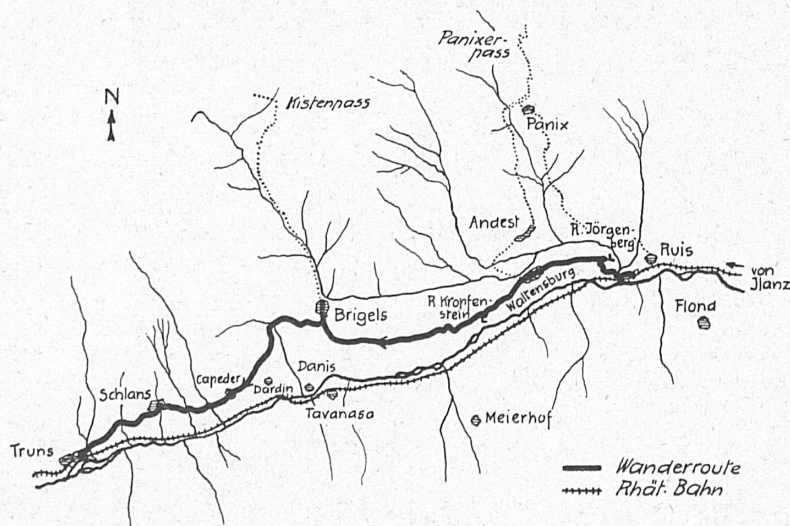 Panixer-
pass
N
Kistenpass
Panix
Andest
R. Jörgen-
berg
Ruis
von
Jlanz
Waltensburg
R Kropfen-
stein
Flond
Brigels
Danis
Capeder
Dardin
Schlans
Tavanasa
Meierhof
Truns
Wanderroute
Rhät. Bahn